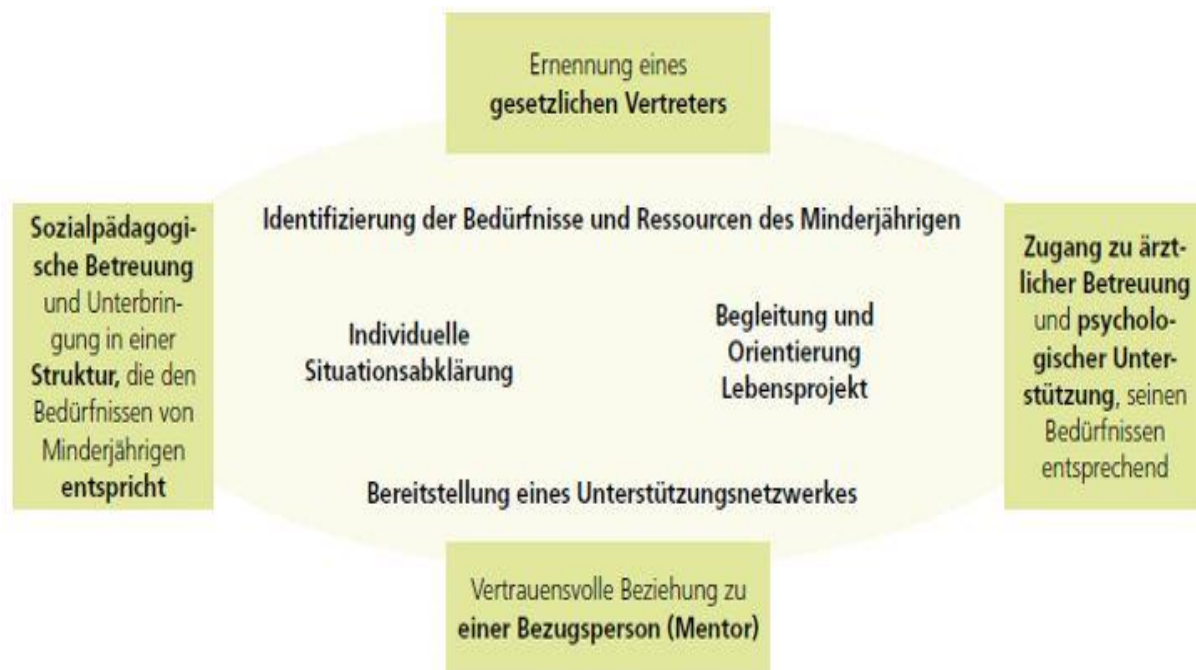 Ernennung eines
gesetzlichen Vertreters
Sozialpädagogi-
sche Betreuung
und Unterbrin-
gung in einer
Struktur, die den
Bedürfnissen von
Minderjährigen
entspricht
Identifizierung der Bedürfnisse und Ressourcen des Minderjährigen
Individuelle
Situationsabklärung
Begleitung und
Orientierung
Lebensprojekt
Bereitstellung eines Unterstützungsnetzwerkes
Zugang zu ärzt-
licher Betreuung
und psycholo-
gischer Unter-
stützung, seinen
Bedürfnissen
entsprechend
Vertrauensvolle Beziehung zu
einer Bezugsperson (Mentor)